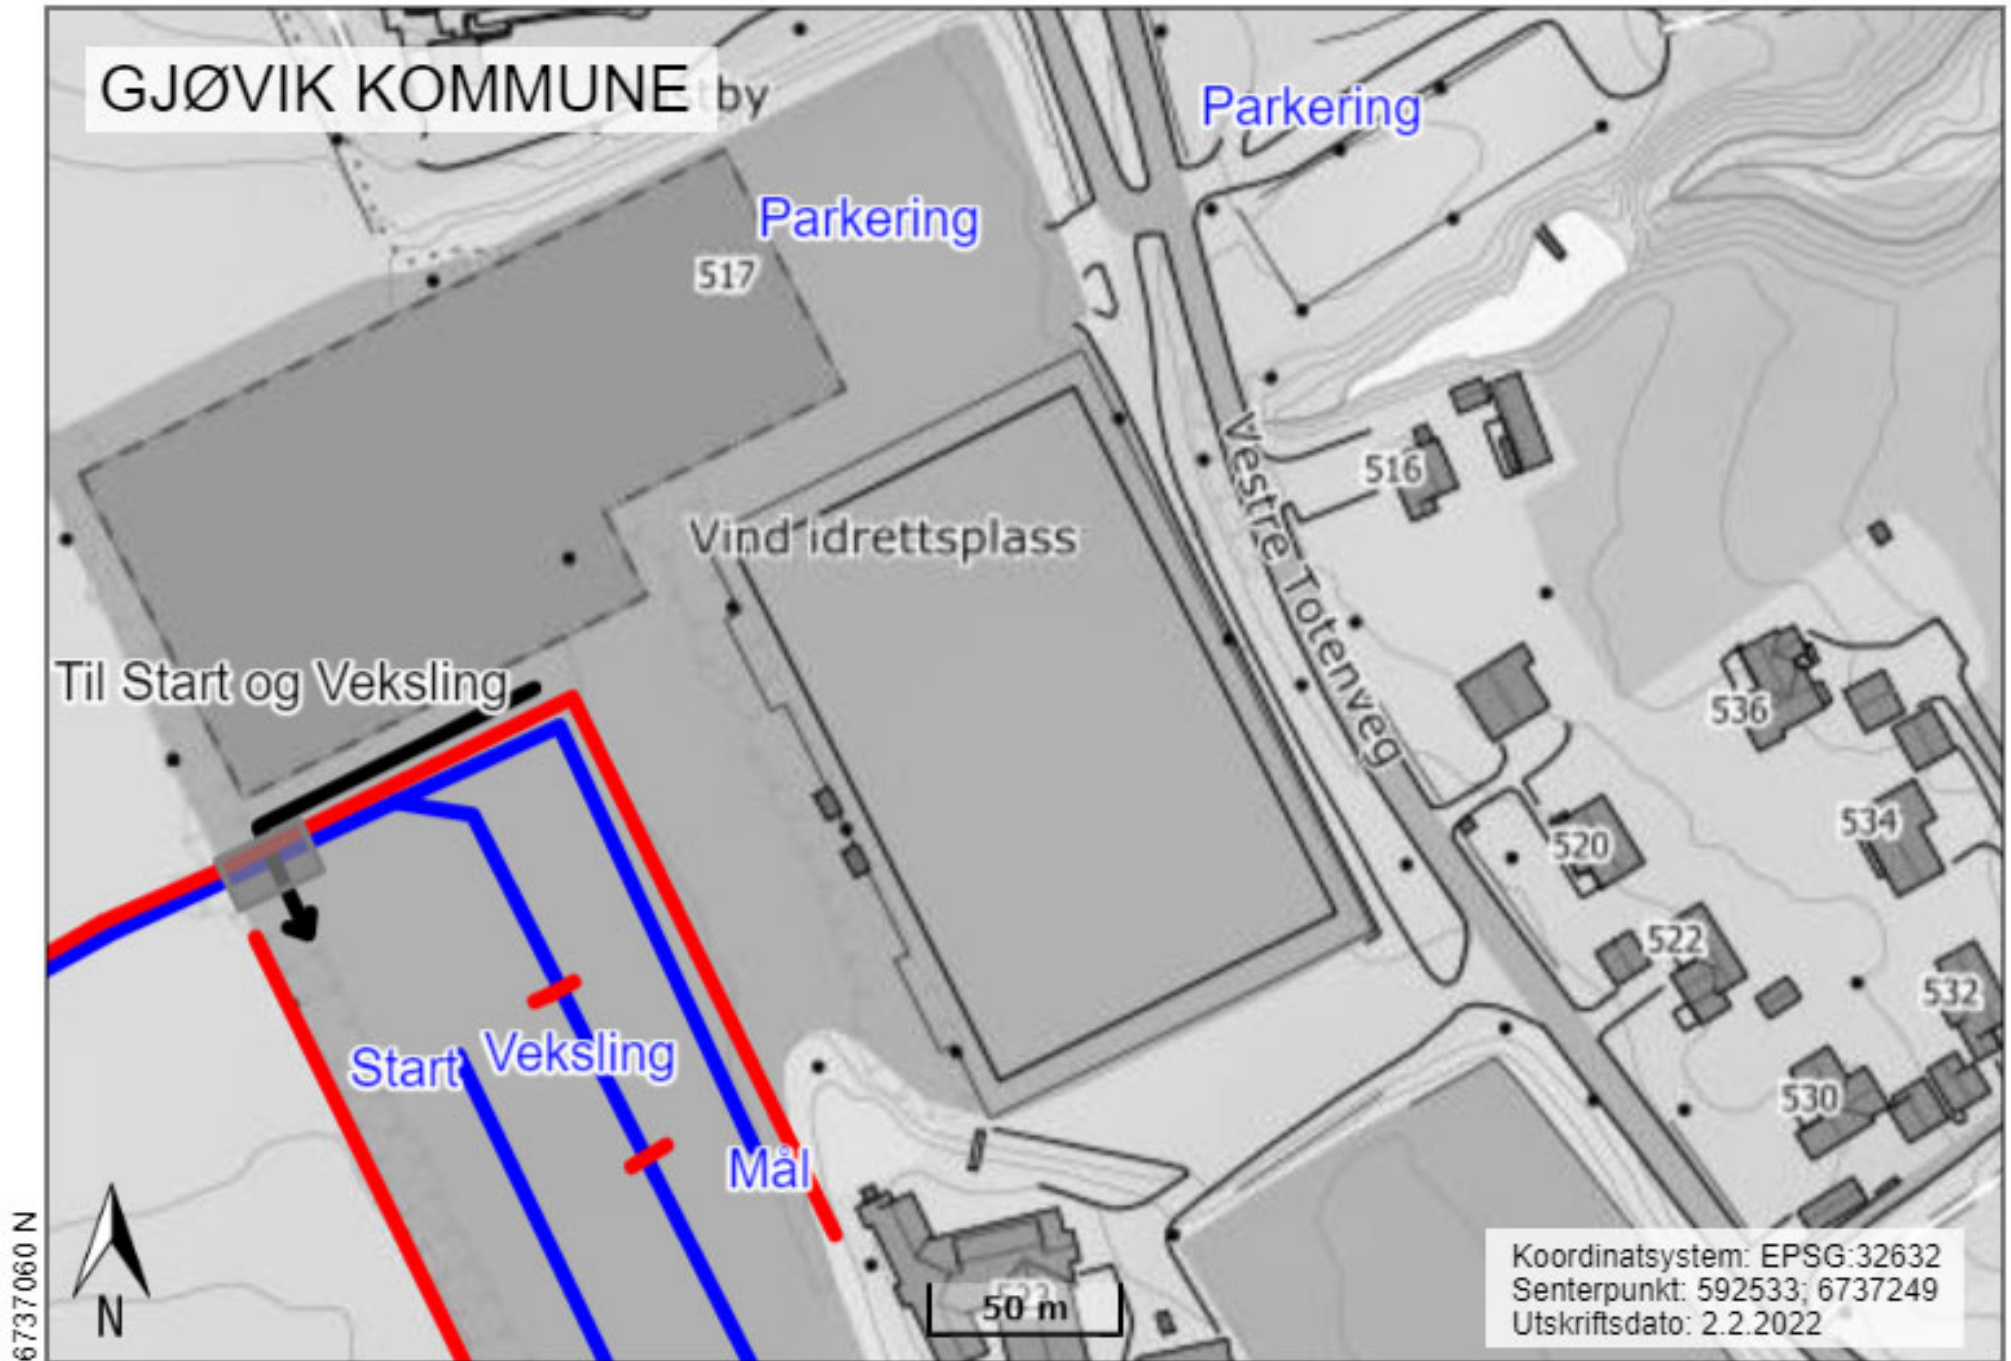 GJØVIK KOMMUNE
tby
Parkering
Parkering
517
516
Vind idrettsplass
Vestre Totenveg
Til Start og Veksling
536
534
520
522
532
530
Start
Veksling
Mål
6737060 N
N
50 m
Koordinatsystem: EPSG:32632
Senterpunkt: 592533; 6737249
Utskriftsdato: 2.2.2022